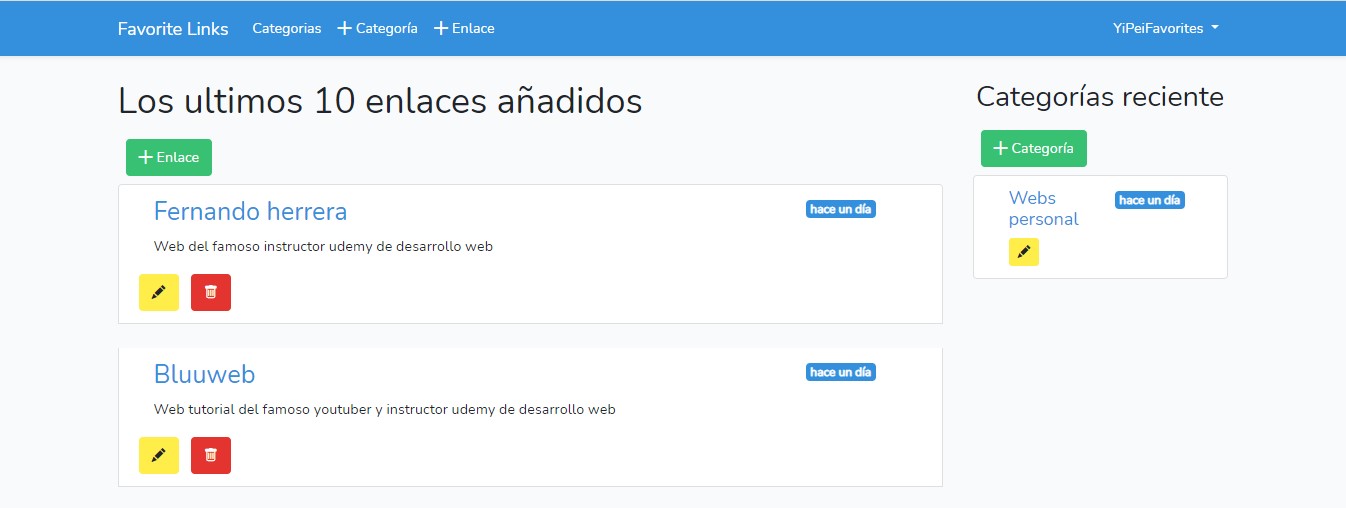 Favorite Links Categorias + Categoría + Enlace YiPeiFavorites
Los ultimos 10 enlaces añadidos
+ Enlace
Fernando herrera hace un día
Web del famoso instructor udemy de desarrollo web
Bluuweb hace un día
Web tutorial del famoso youtuber y instructor udemy de desarrollo web
Categorías reciente
+ Categoría
Webs hace un día
personal